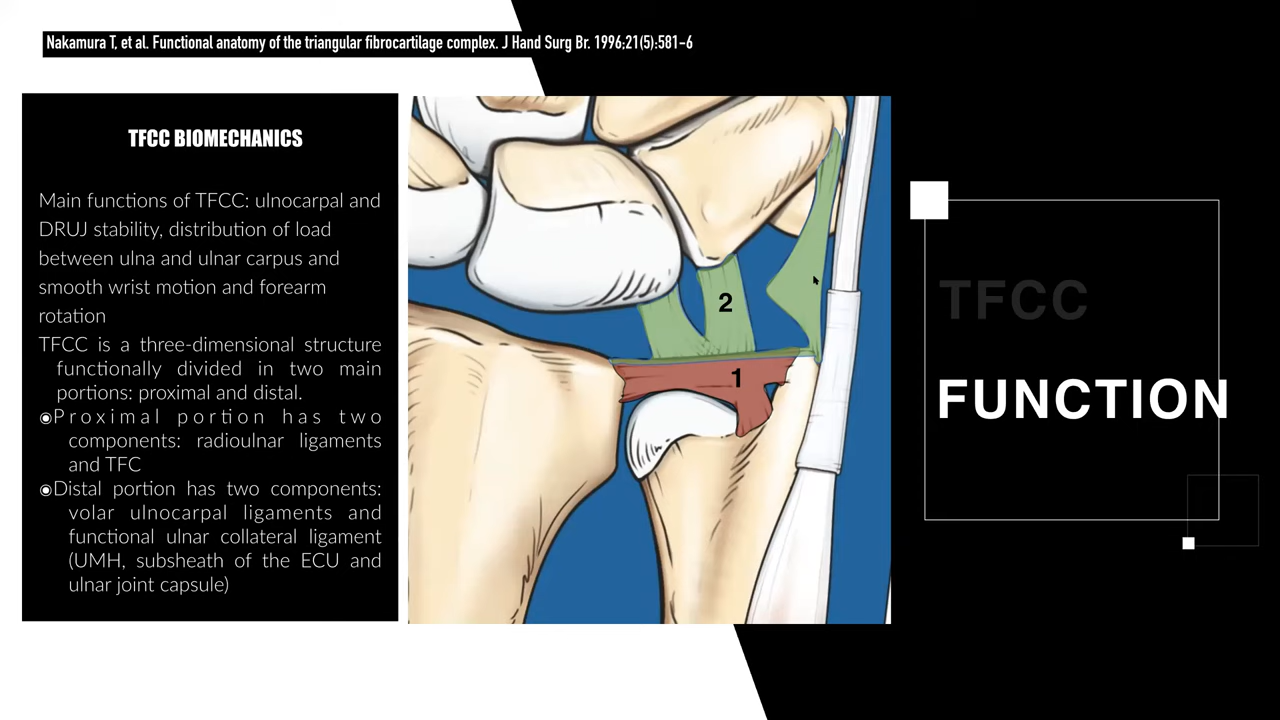 Nakamura T, et al. Functional anatomy of the triangular fibrocartilage complex. J Hand Surg Br. 1996;21(5):581-6
TFCC BIOMECHANICS
Main functions of TFCC: ulnocarpal and
DRUJ stability, distribution of load
between ulna and ulnar carpus and
smooth wrist motion and forearm
rotation
TFCC is a three-dimensional structure
functionally divided in two main
portions: proximal and distal.
◉Proximal portion has two
components: radioulnar ligaments
and TFC
◉Distal portion has two components:
volar ulnocarpal ligaments and
functional ulnar collateral ligament
(UMH, subsheath of the ECU and
ulnar joint capsule)
2
1
TFCC
FUNCTION